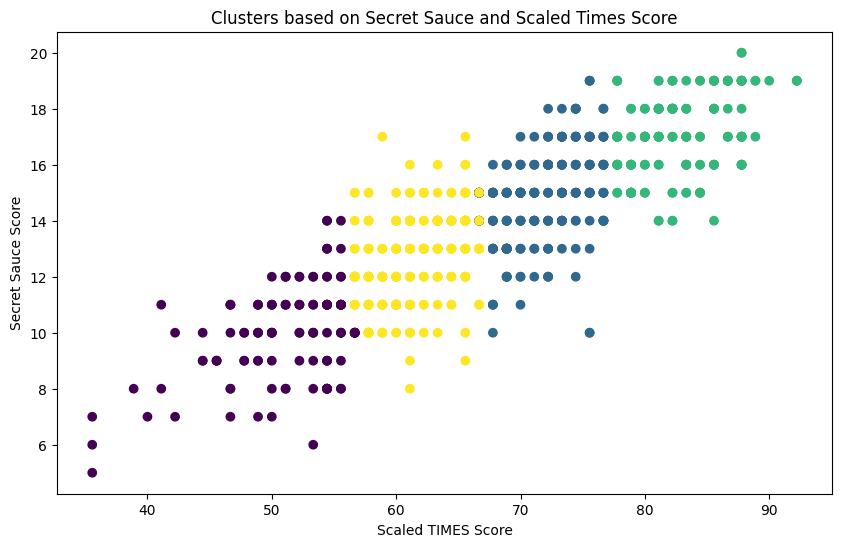 Clusters based on Secret Sauce and Scaled Times Score
20
18
16
14
12
10
8
6
Secret Sauce Score
40 50 60 70 80 90
Scaled TIMES Score